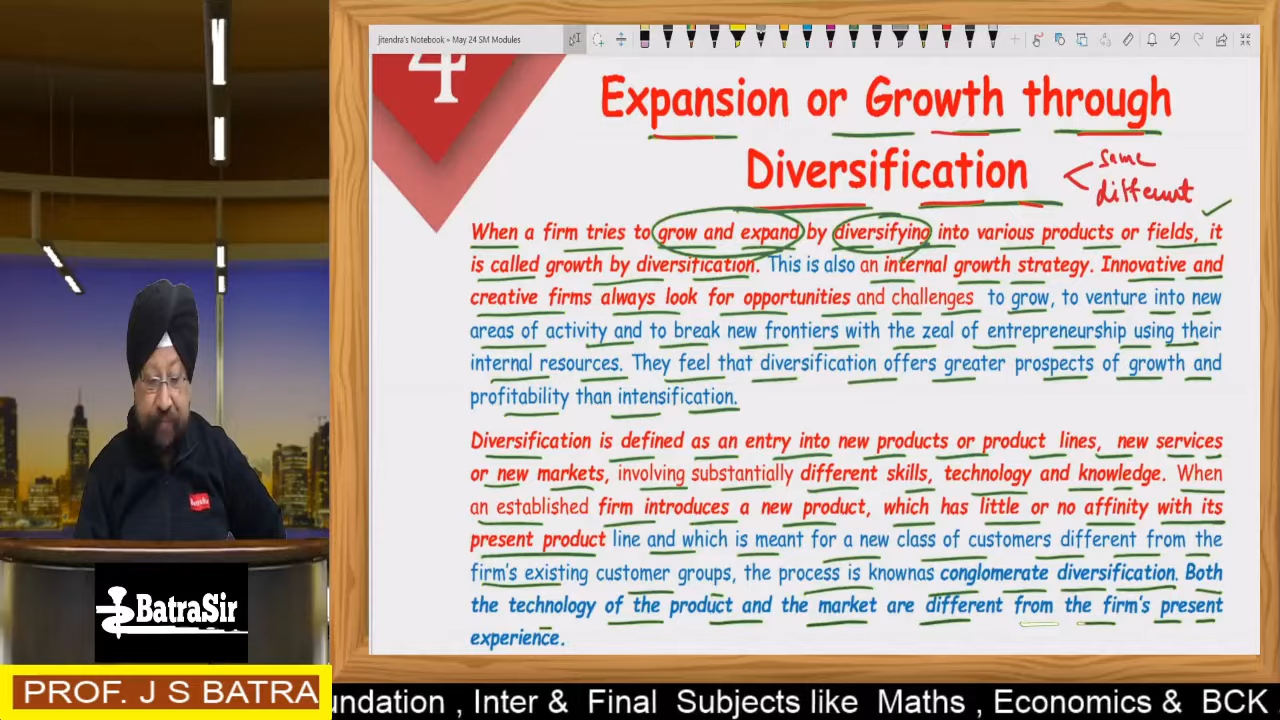 jitendra's Notebook » May 24 SM Modules
4
Expansion or Growth through
Diversification
same
different
When a firm tries to grow and expand by diversifying into various products or fields, it
is called growth by diversification. This is also an internal growth strategy. Innovative and
creative firms always look for opportunities and challenges to grow, to venture into new
areas of activity and to break new frontiers with the zeal of entrepreneurship using their
internal resources. They feel that diversification offers greater prospects of growth and
profitability than intensification.
Diversification is defined as an entry into new products or product lines, new services
or new markets, involving substantially different skills, technology and knowledge. When
an established firm introduces a new product, which has little or no affinity with its
present product line and which is meant for a new class of customers different from the
firm's existing customer groups, the process is knownas conglomerate diversification. Both
the technology of the product and the market are different from the firm's present
experience.
BatraSir
PROF. J S BATRA
undation , Inter & Final Subjects like Maths , Economics & BCK